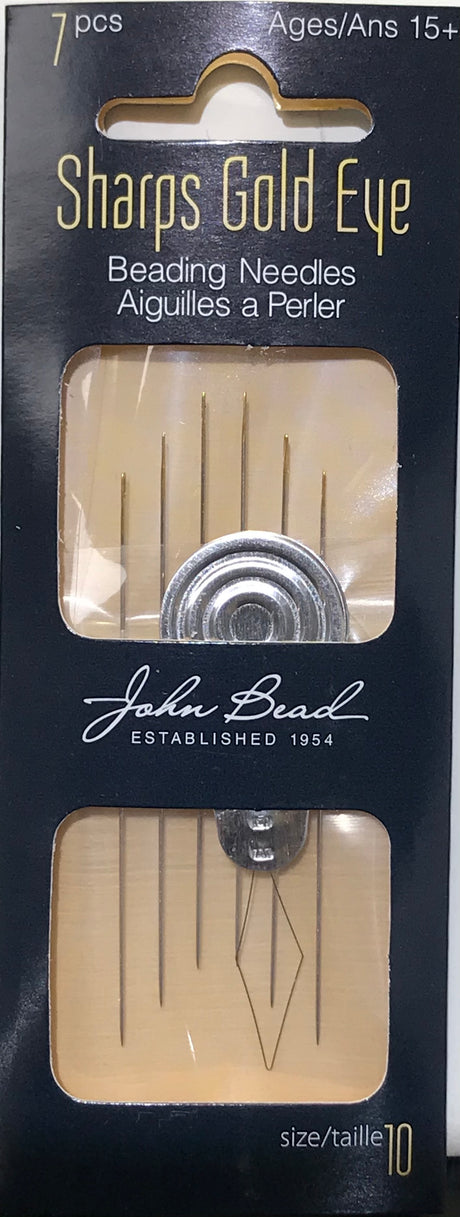 7 pcs Ages/Ans 15+
Sharps Gold Eye
Beading Needles
Aiguilles a Perler
John Bead
ESTABLISHED 1954
size/taille 10